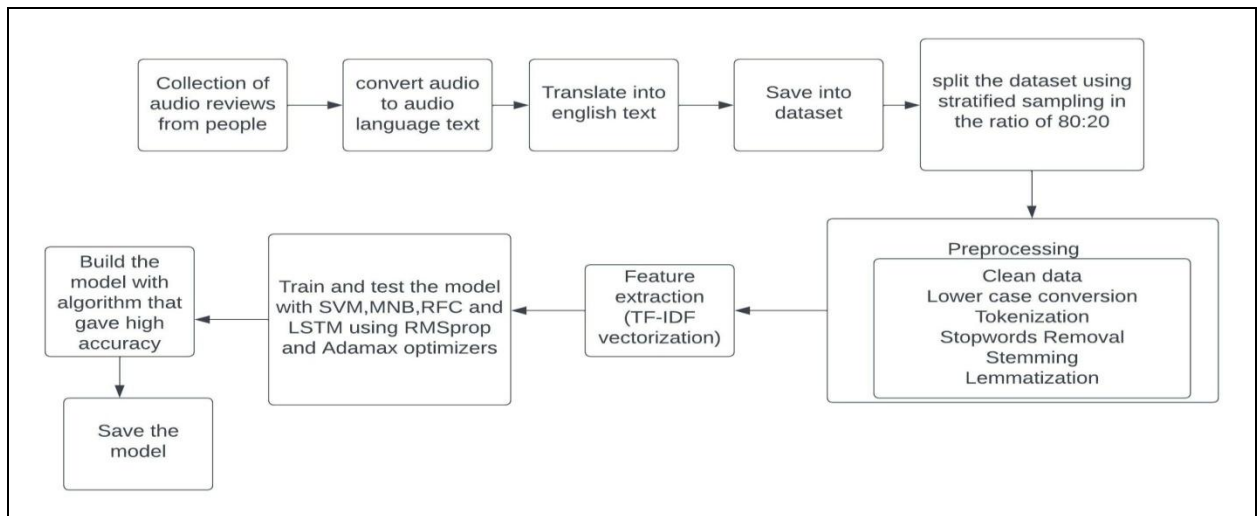 Collection of
audio reviews
from people
convert audio
to audio
language text
Translate into
english text
Save into
dataset
split the dataset using
stratified sampling in
the ratio of 80:20
Preprocessing
Clean data
Lower case conversion
Tokenization
Stopwords Removal
Stemming
Lemmatization
Feature
extraction
(TF-IDF
vectorization)
Train and test the model
with SVM,MNB,RFC and
LSTM using RMSprop
and Adamax optimizers
Build the
model with
algorithm that
gave high
accuracy
Save the
model